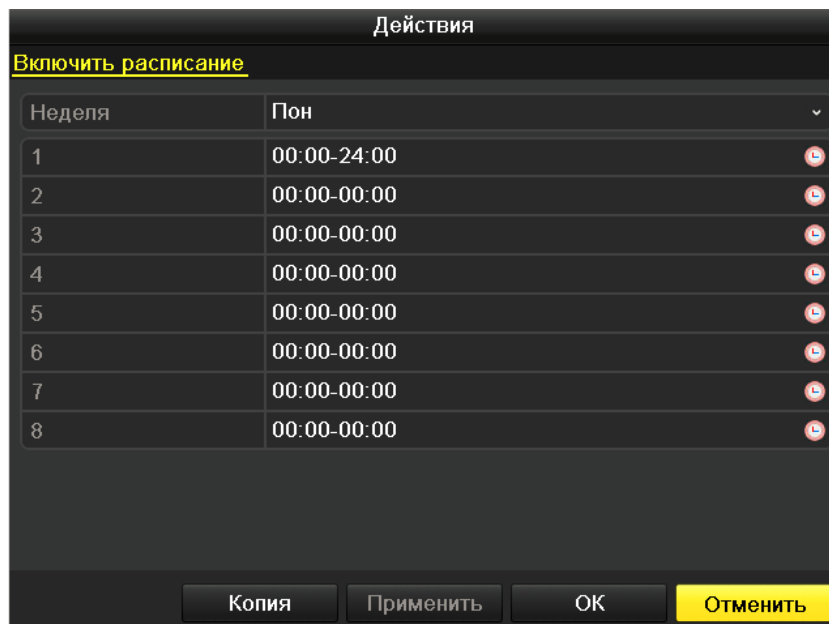 Действия
Включить расписание
Неделя Пон
1 00:00-24:00
2 00:00-00:00
3 00:00-00:00
4 00:00-00:00
5 00:00-00:00
6 00:00-00:00
7 00:00-00:00
8 00:00-00:00
Копия Применить ОК Отменить